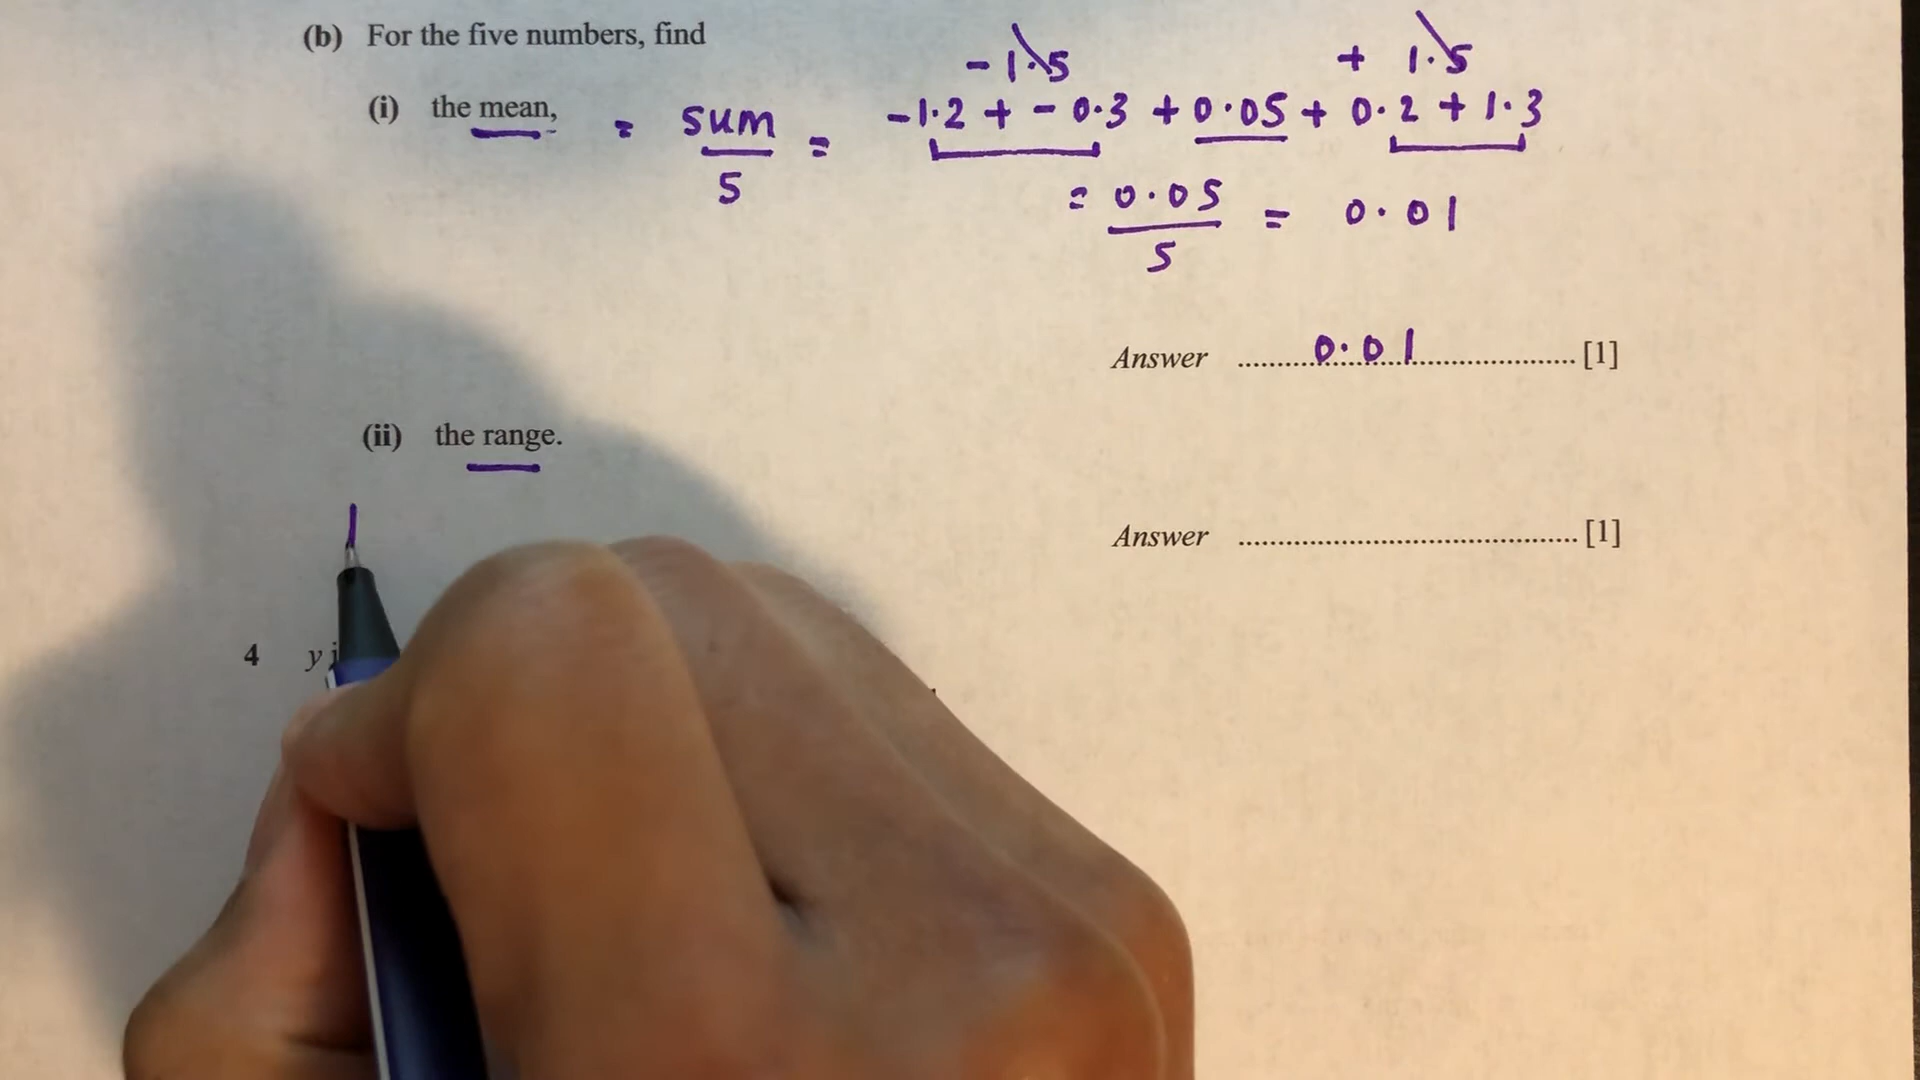 (b) For the five numbers, find
- 1.5 + 1.5
(i) the mean, = sum = -1.2 + - 0.3 + 0.05 + 0.2 + 1.3
5
= 0.05 = 0.01
5
Answer 0.01 [1]
(ii) the range.
Answer [1]
4 y